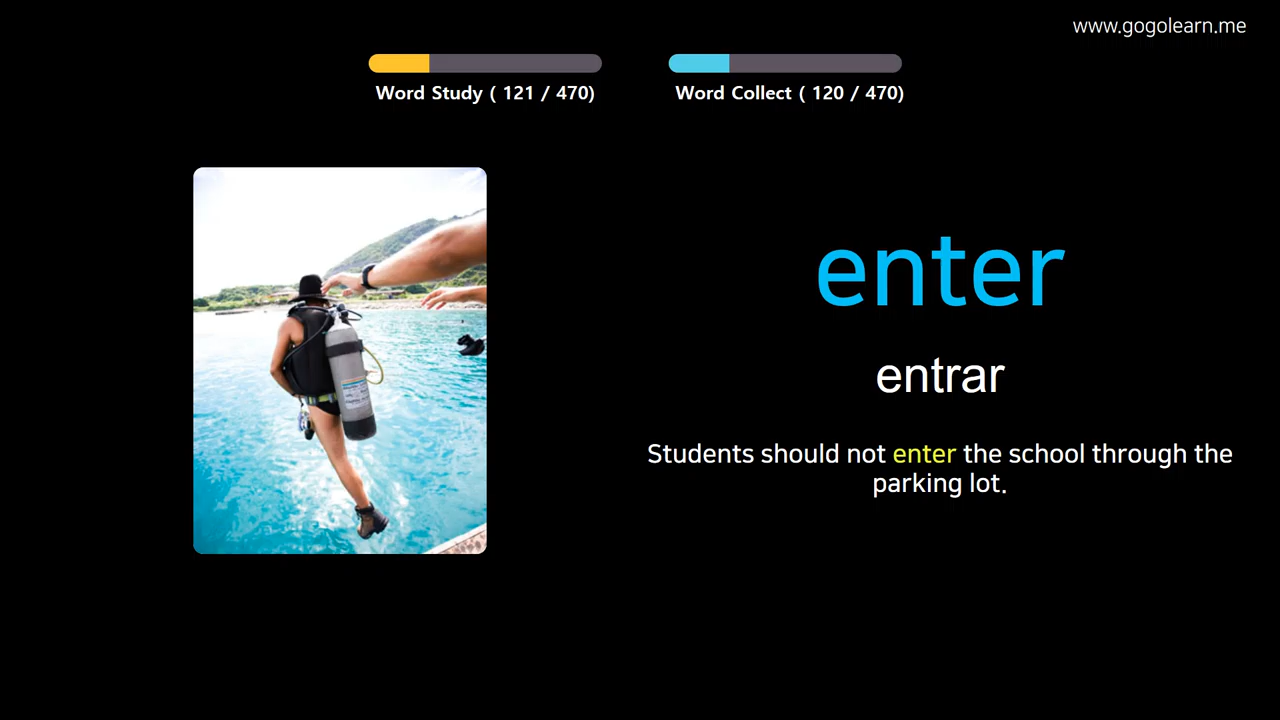 www.gogolearn.me
Word Study ( 121 / 470)
Word Collect ( 120 / 470)
enter
entrar
Students should not enter the school through the
parking lot.